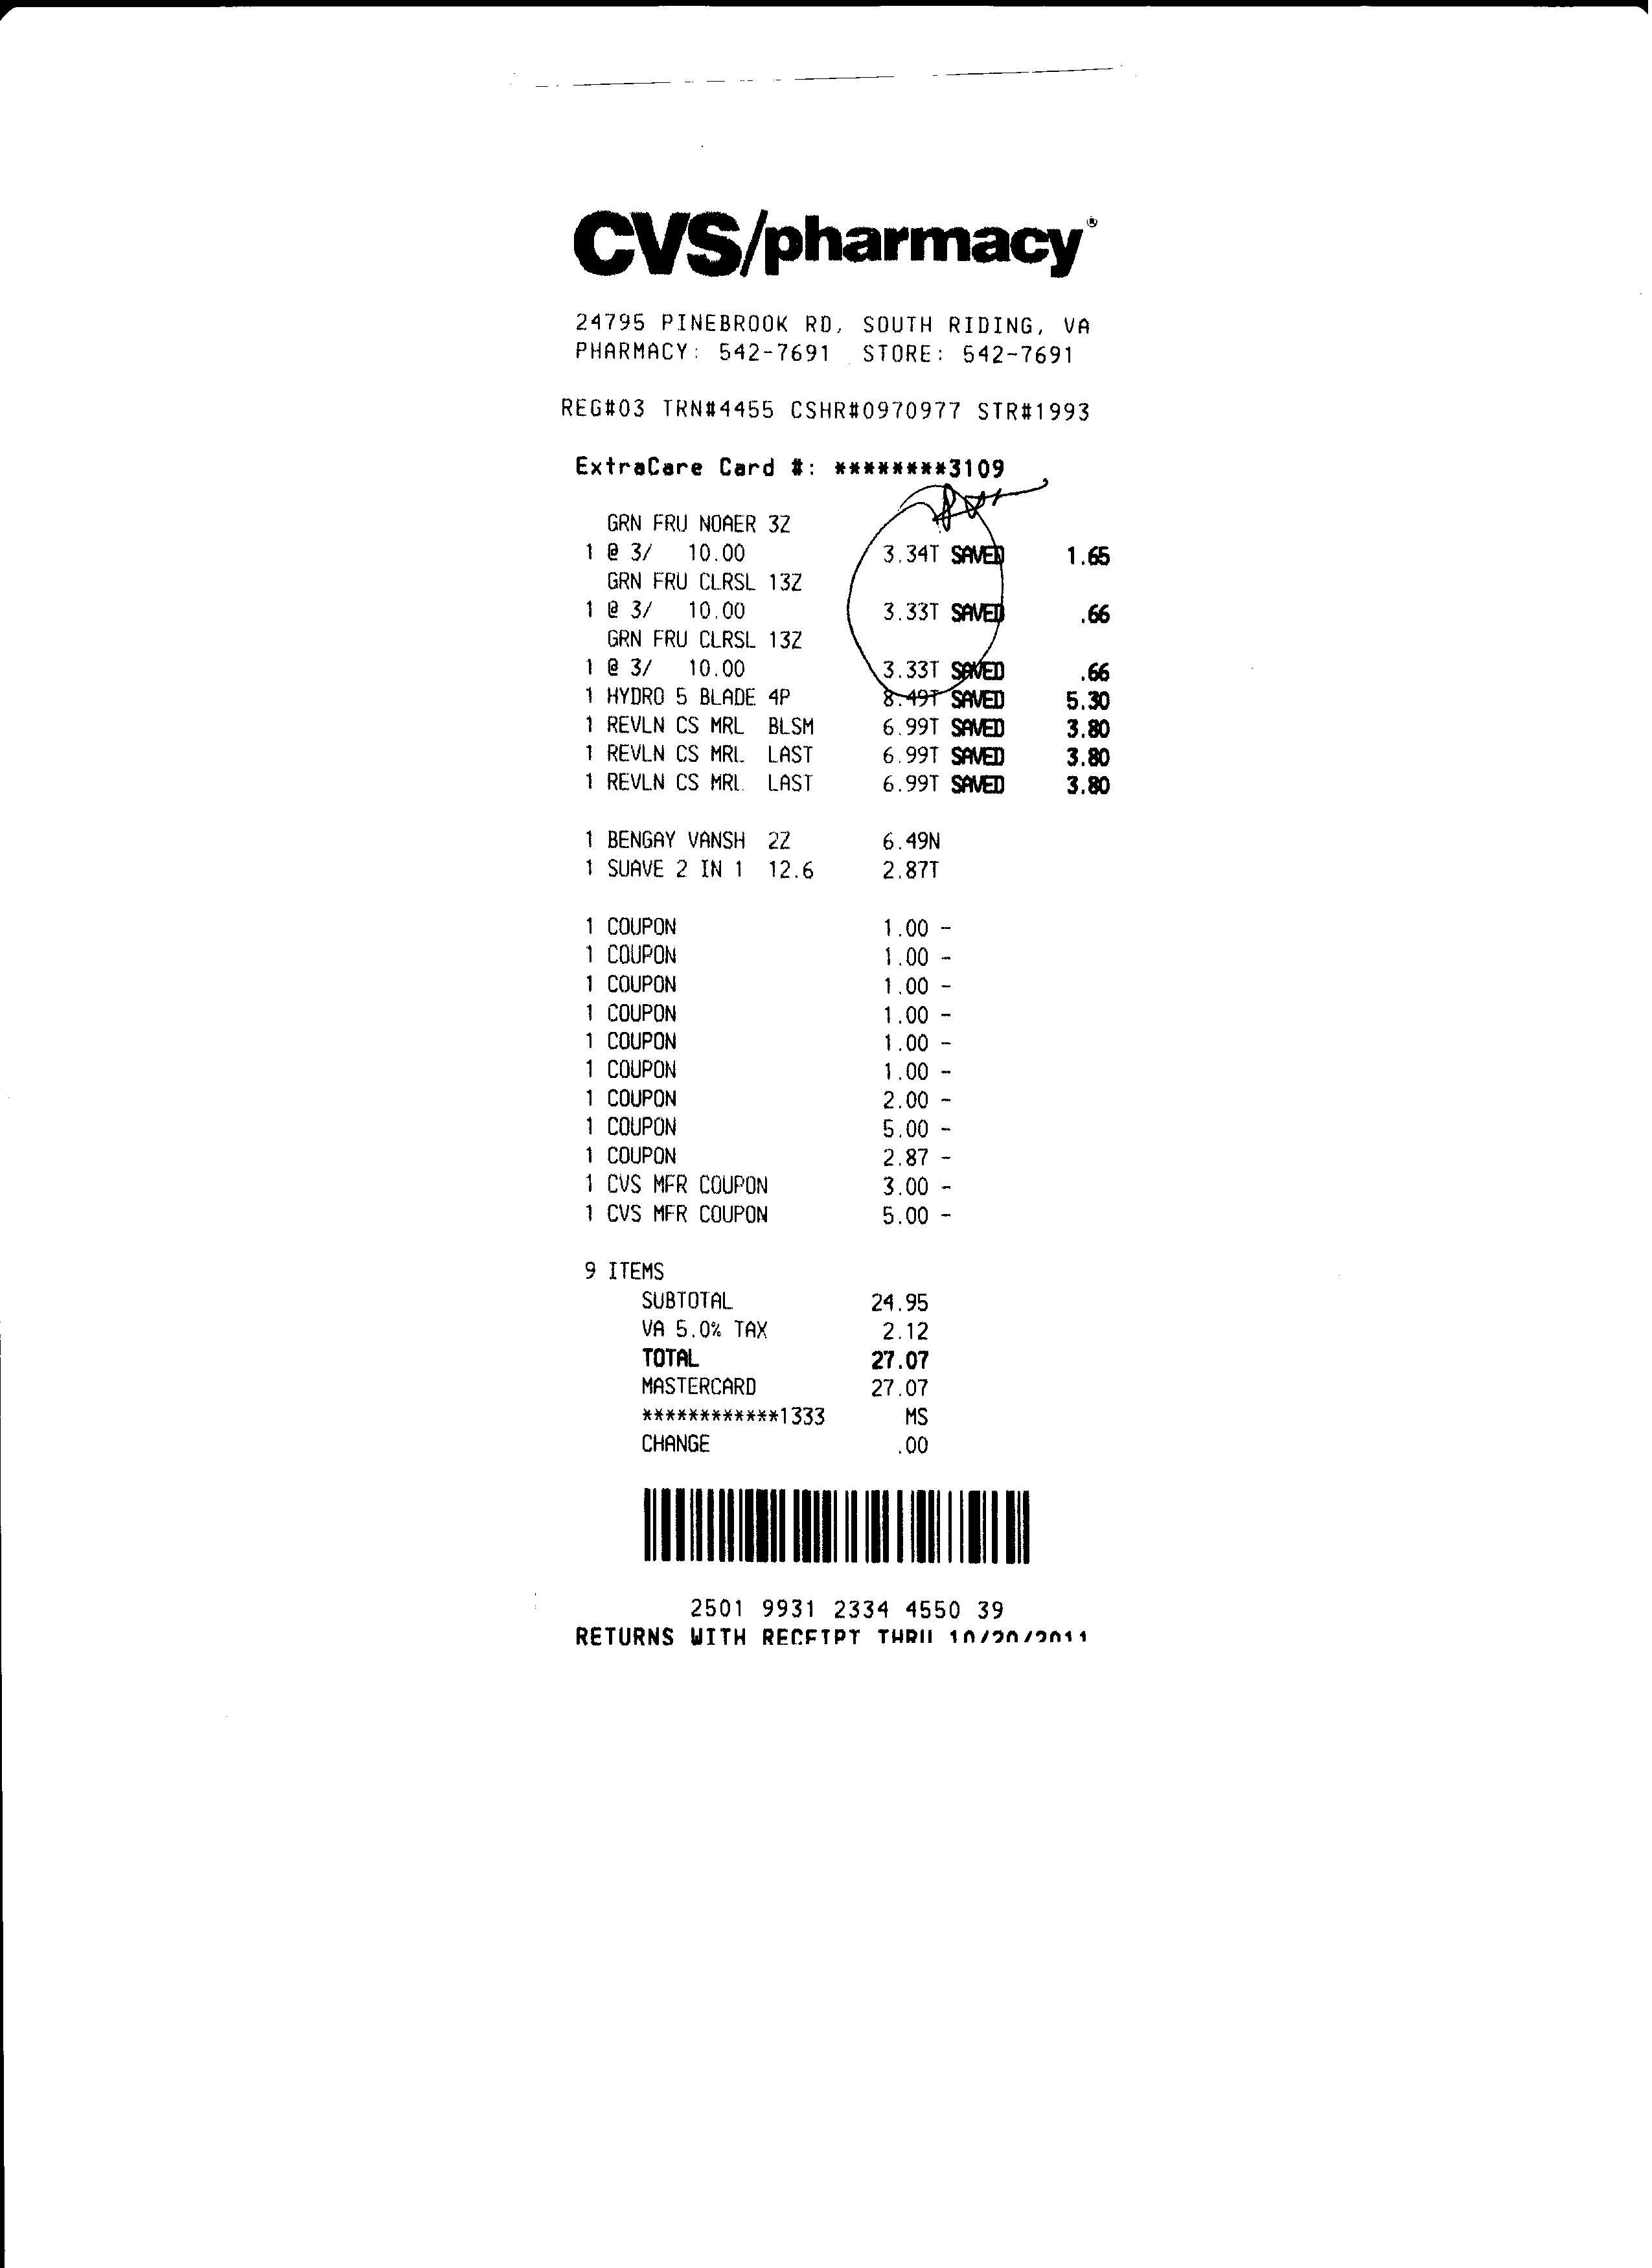 CVS/pharmacy®
24795 PINEBROOK RD, SOUTH RIDING, VA
PHARMACY: 542-7691 STORE: 542-7691
REG#03 TRN#4455 CSHR#0970977 STR#1993
ExtraCare Card #: ********3109
GRN FRU NOAER 3Z
1 @ 3/ 10.00 3.34T SAVED 1.65
GRN FRU CLRSL 13Z
1 @ 3/ 10.00 3.33T SAVED .66
GRN FRU CLRSL 13Z
1 @ 3/ 10.00 3.33T SAVED .66
1 HYDRO 5 BLADE 4P 8.49T SAVED 5.30
1 REVLN CS MRL BLSM 6.99T SAVED 3.80
1 REVLN CS MRL LAST 6.99T SAVED 3.80
1 REVLN CS MRL LAST 6.99T SAVED 3.80
1 BENGAY VANSH 2Z 6.49N
1 SUAVE 2 IN 1 12.6 2.87T
1 COUPON 1.00 -
1 COUPON 1.00 -
1 COUPON 1.00 -
1 COUPON 1.00 -
1 COUPON 1.00 -
1 COUPON 1.00 -
1 COUPON 2.00 -
1 COUPON 5.00 -
1 COUPON 2.87 -
1 CVS MFR COUPON 3.00 -
1 CVS MFR COUPON 5.00 -
9 ITEMS
SUBTOTAL 24.95
VA 5.0% TAX 2.12
TOTAL 27.07
MASTERCARD 27.07
************1333 MS
CHANGE .00
2501 9931 2334 4550 39
RETURNS WITH RECEIPT THRU 10/20/2011